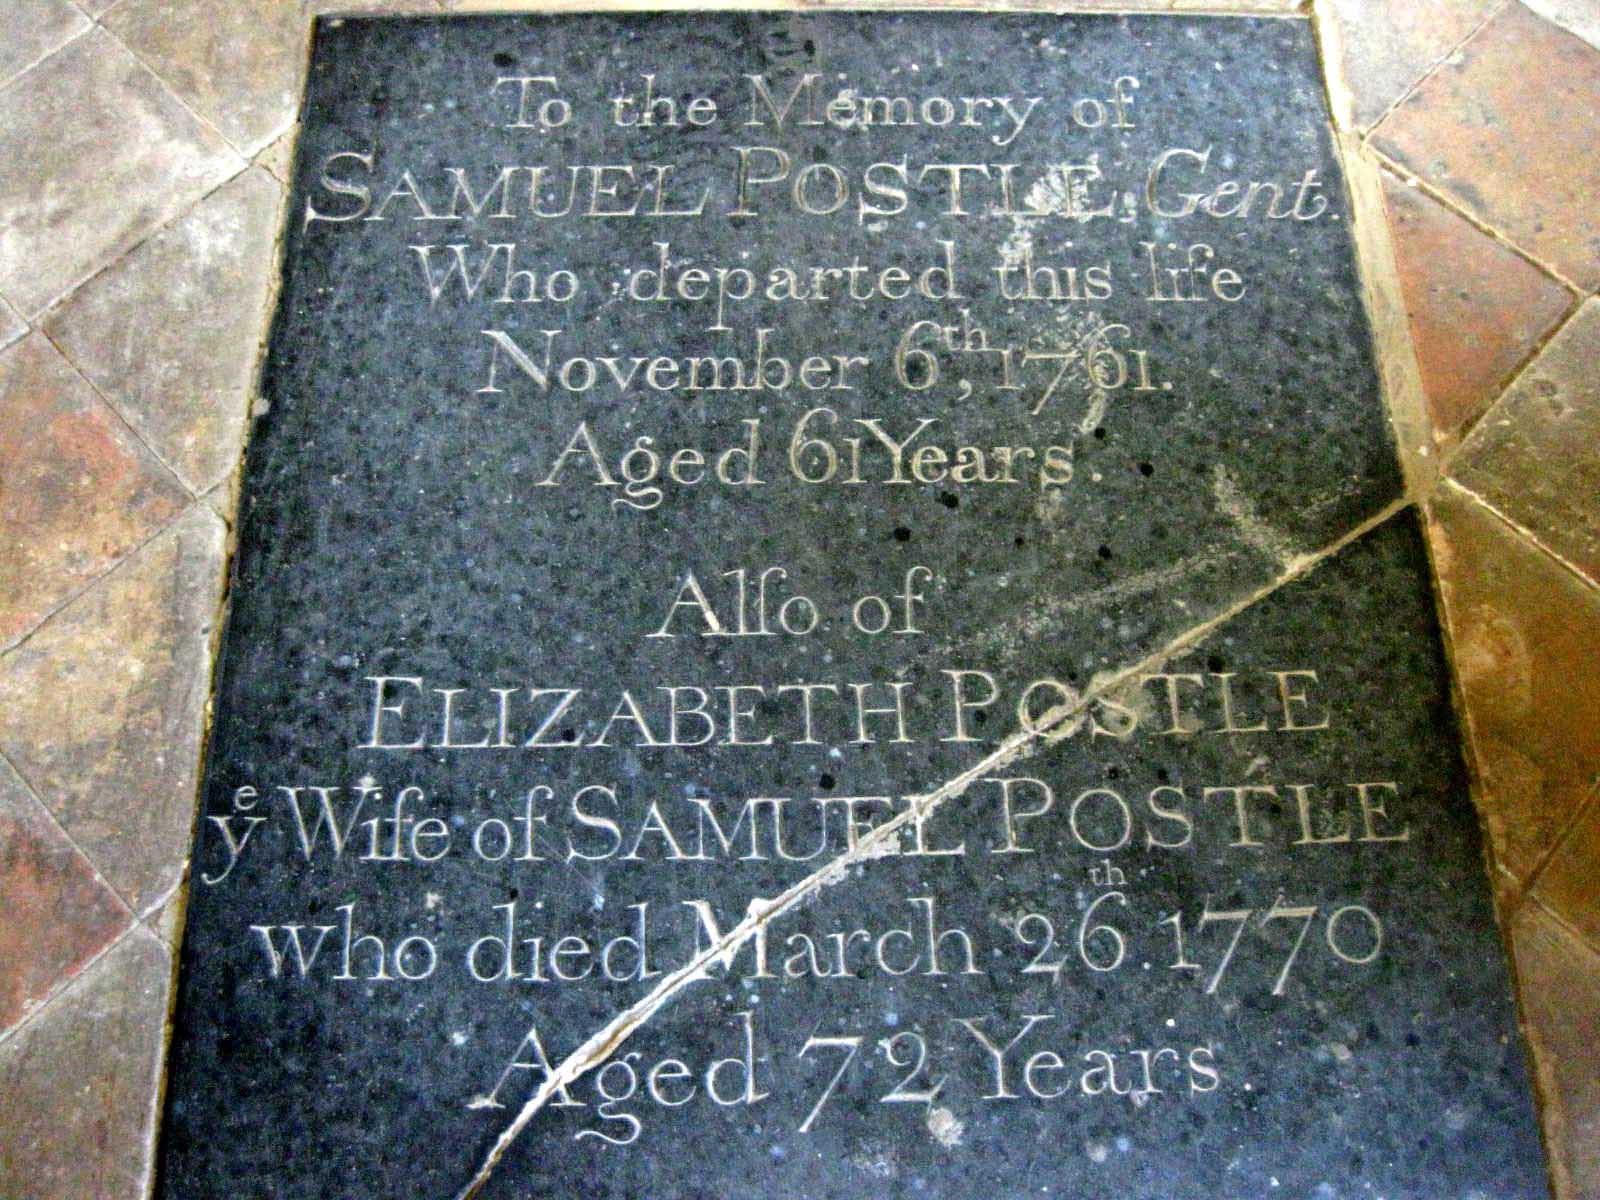 To the Memory of
SAMUEL POSTLE Gent.
Who departed this life
November 6th, 1761.
Aged 61 Years.
Alſo of
ELIZABETH POSTLE
ye Wife of SAMUEL POSTLE
who died March 26th 1770
Aged 72 Years.